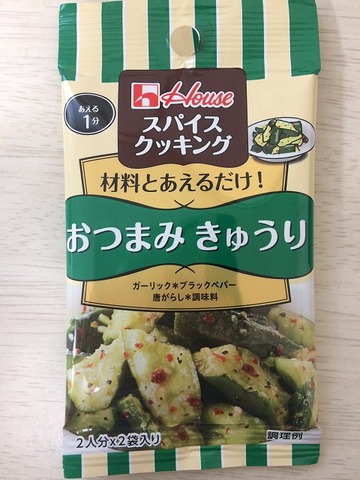 House
スパイス
クッキング
あえる
1分
材料とあえるだけ!
おつまみ きゅうり
ガーリック＊ブラックペパー
唐がらし＊調味料
2人分×2袋入り
調理例